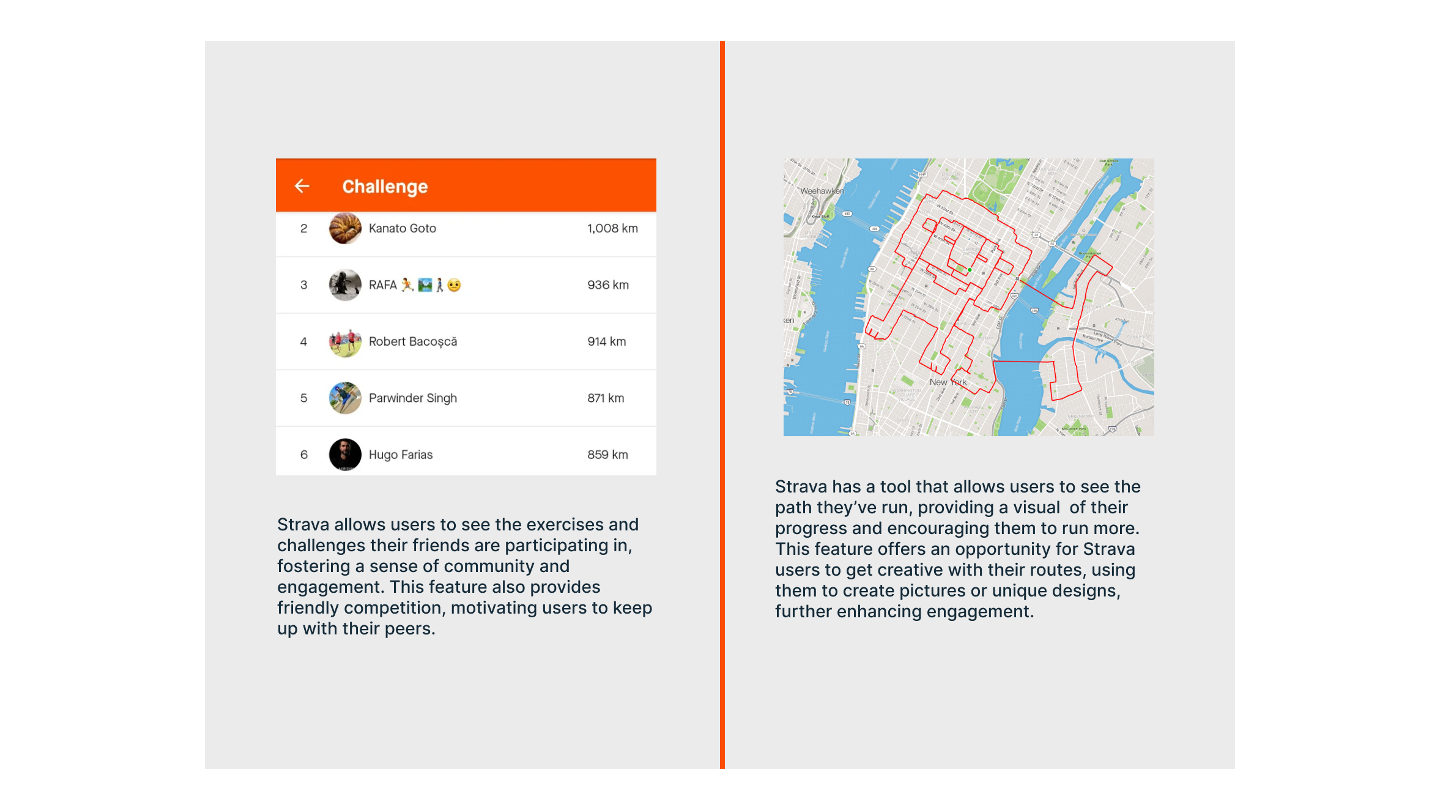 Challenge
2 Kanato Goto 1,008 km
3 RAFA 🏃🏞️🚶🤕 936 km
4 Robert Bacoșcă 914 km
5 Parwinder Singh 871 km
6 Hugo Farias 859 km
Strava allows users to see the exercises and
challenges their friends are participating in,
fostering a sense of community and
engagement. This feature also provides
friendly competition, motivating users to keep
up with their peers.
Weehawken
New York
Strava has a tool that allows users to see the
path they’ve run, providing a visual  of their
progress and encouraging them to run more.
This feature offers an opportunity for Strava
users to get creative with their routes, using
them to create pictures or unique designs,
further enhancing engagement.